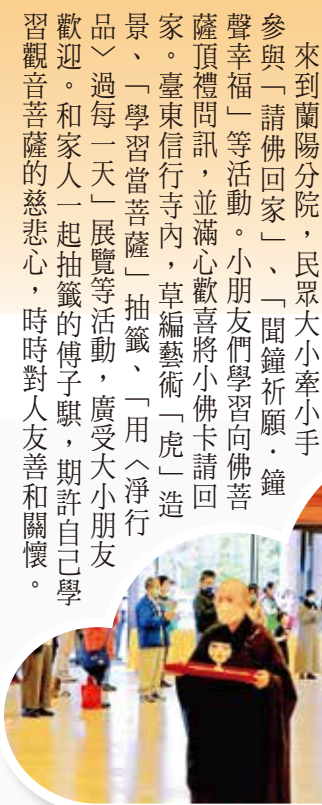 來到蘭陽分院，民眾大小牽小手
參與「請佛回家」、「聞鐘祈願．鐘
聲幸福」等活動。小朋友們學習向佛菩
薩頂禮問訊，並滿心歡喜將小佛卡請回
家。臺東信行寺內，草編藝術「虎」造
景、「學習當菩薩」抽籤、「用〈淨行
品〉過每一天」展覽等活動，廣受大小朋友
歡迎。和家人一起抽籤的傅子騏，期許自己學
習觀音菩薩的慈悲心，時時對人友善和關懷。